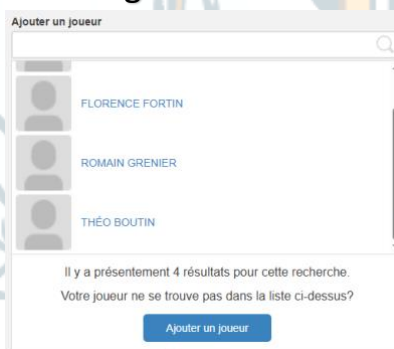 Ajouter un joueur
FLORENCE FORTIN
ROMAIN GRENIER
THÉO BOUTIN
Il y a présentement 4 résultats pour cette recherche.
Votre joueur ne se trouve pas dans la liste ci-dessus?
Ajouter un joueur